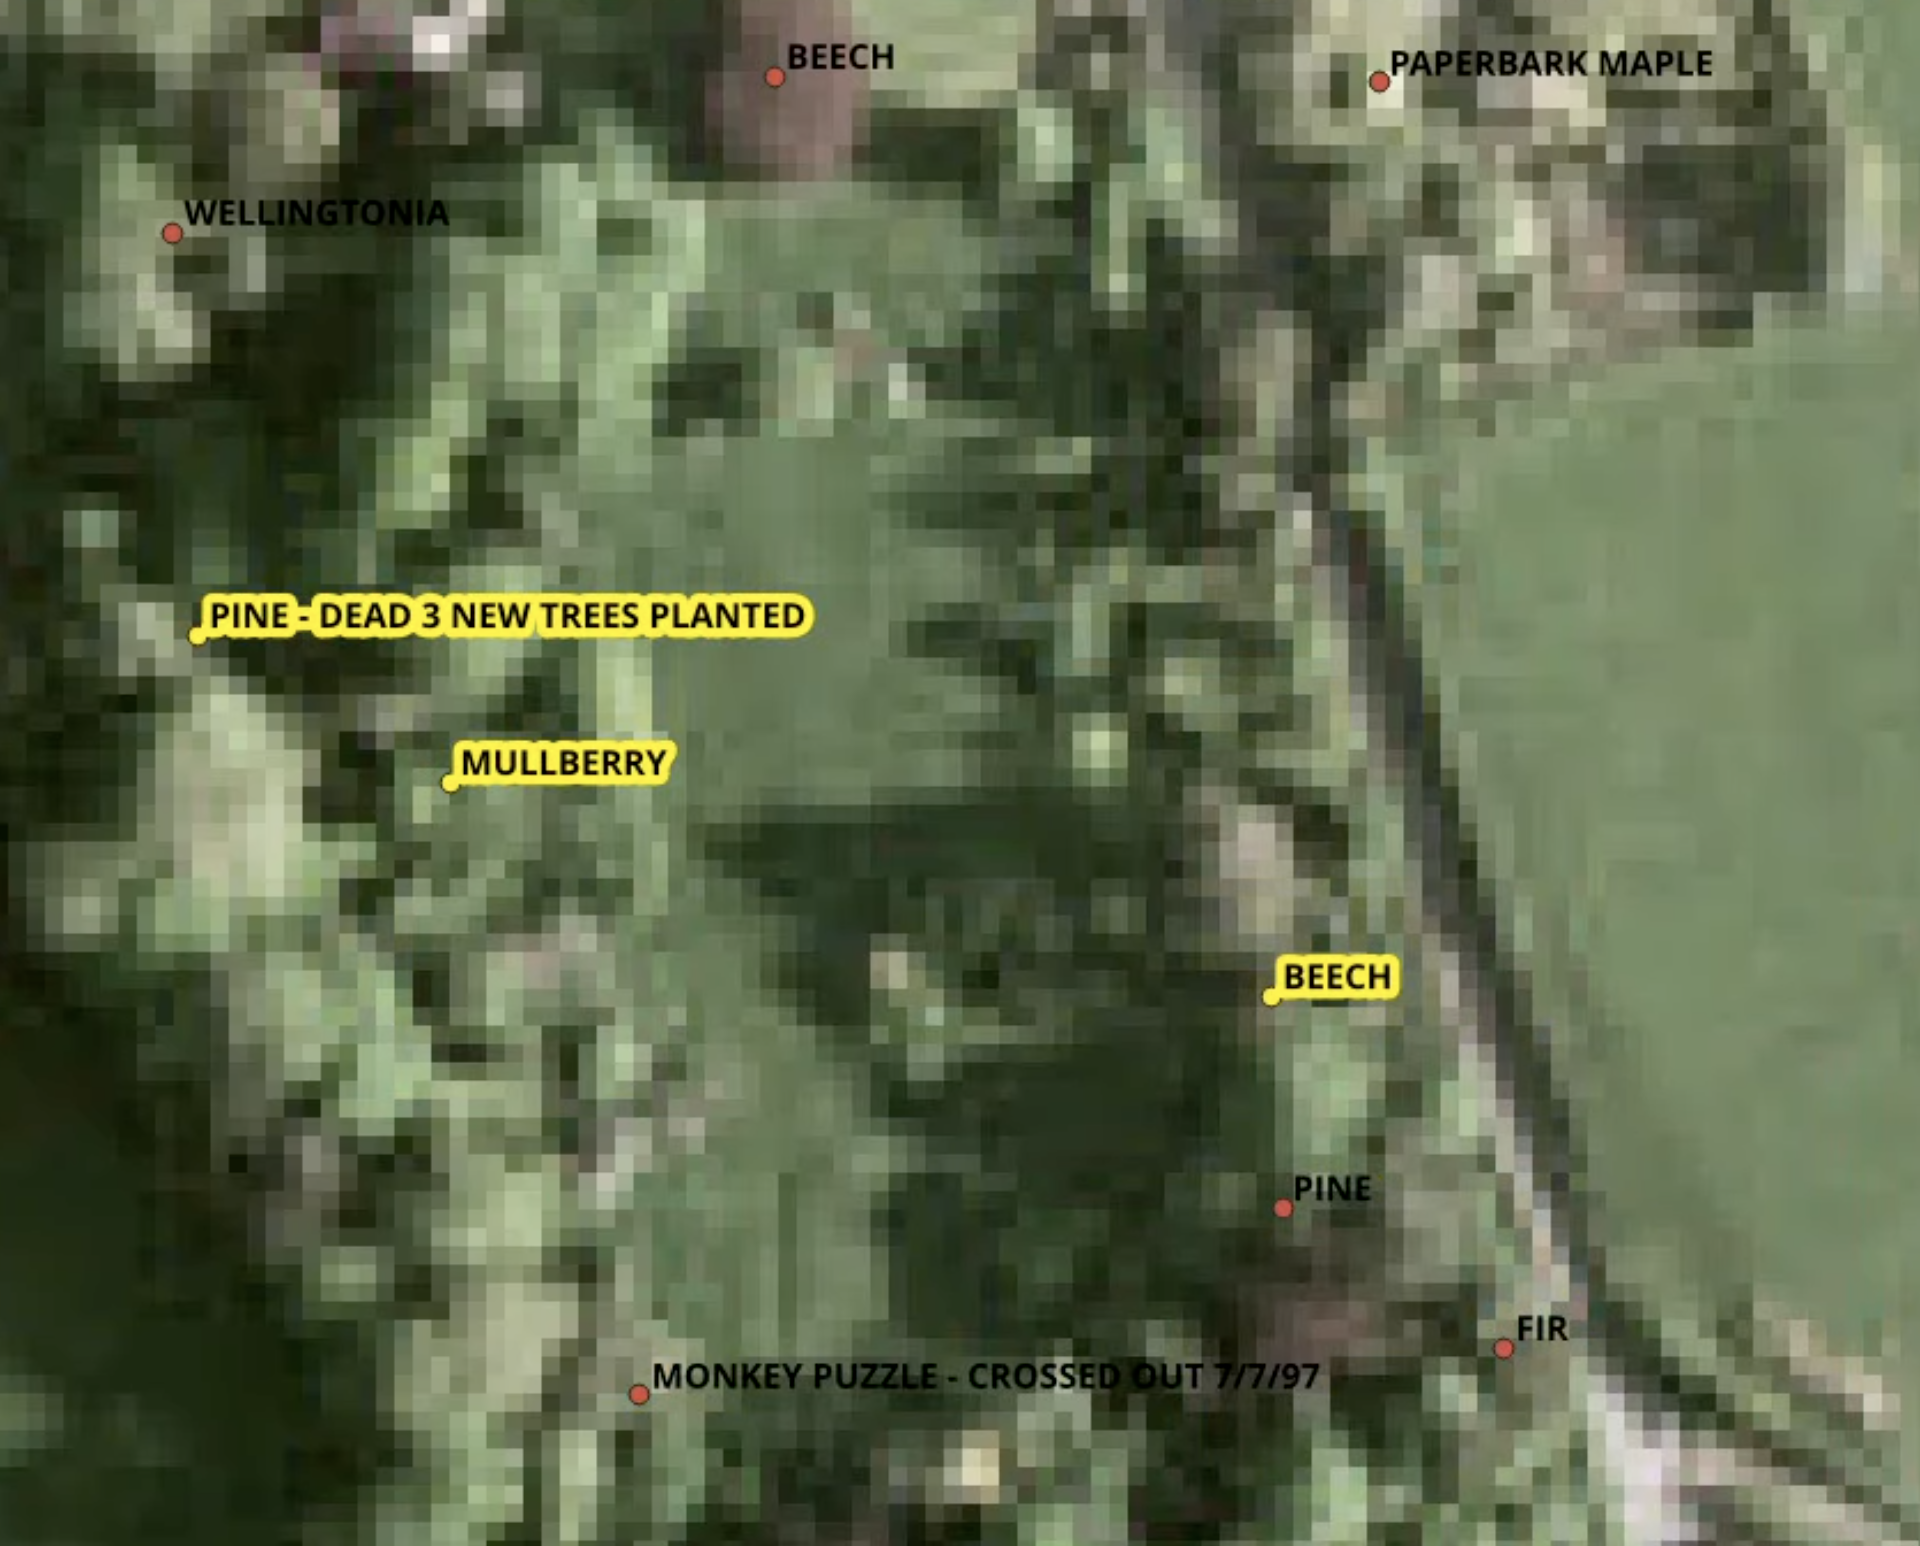 BEECH
PAPERBARK MAPLE
WELLINGTONIA
PINE - DEAD 3 NEW TREES PLANTED
MULLBERRY
BEECH
PINE
FIR
MONKEY PUZZLE - CROSSED OUT 7/7/97